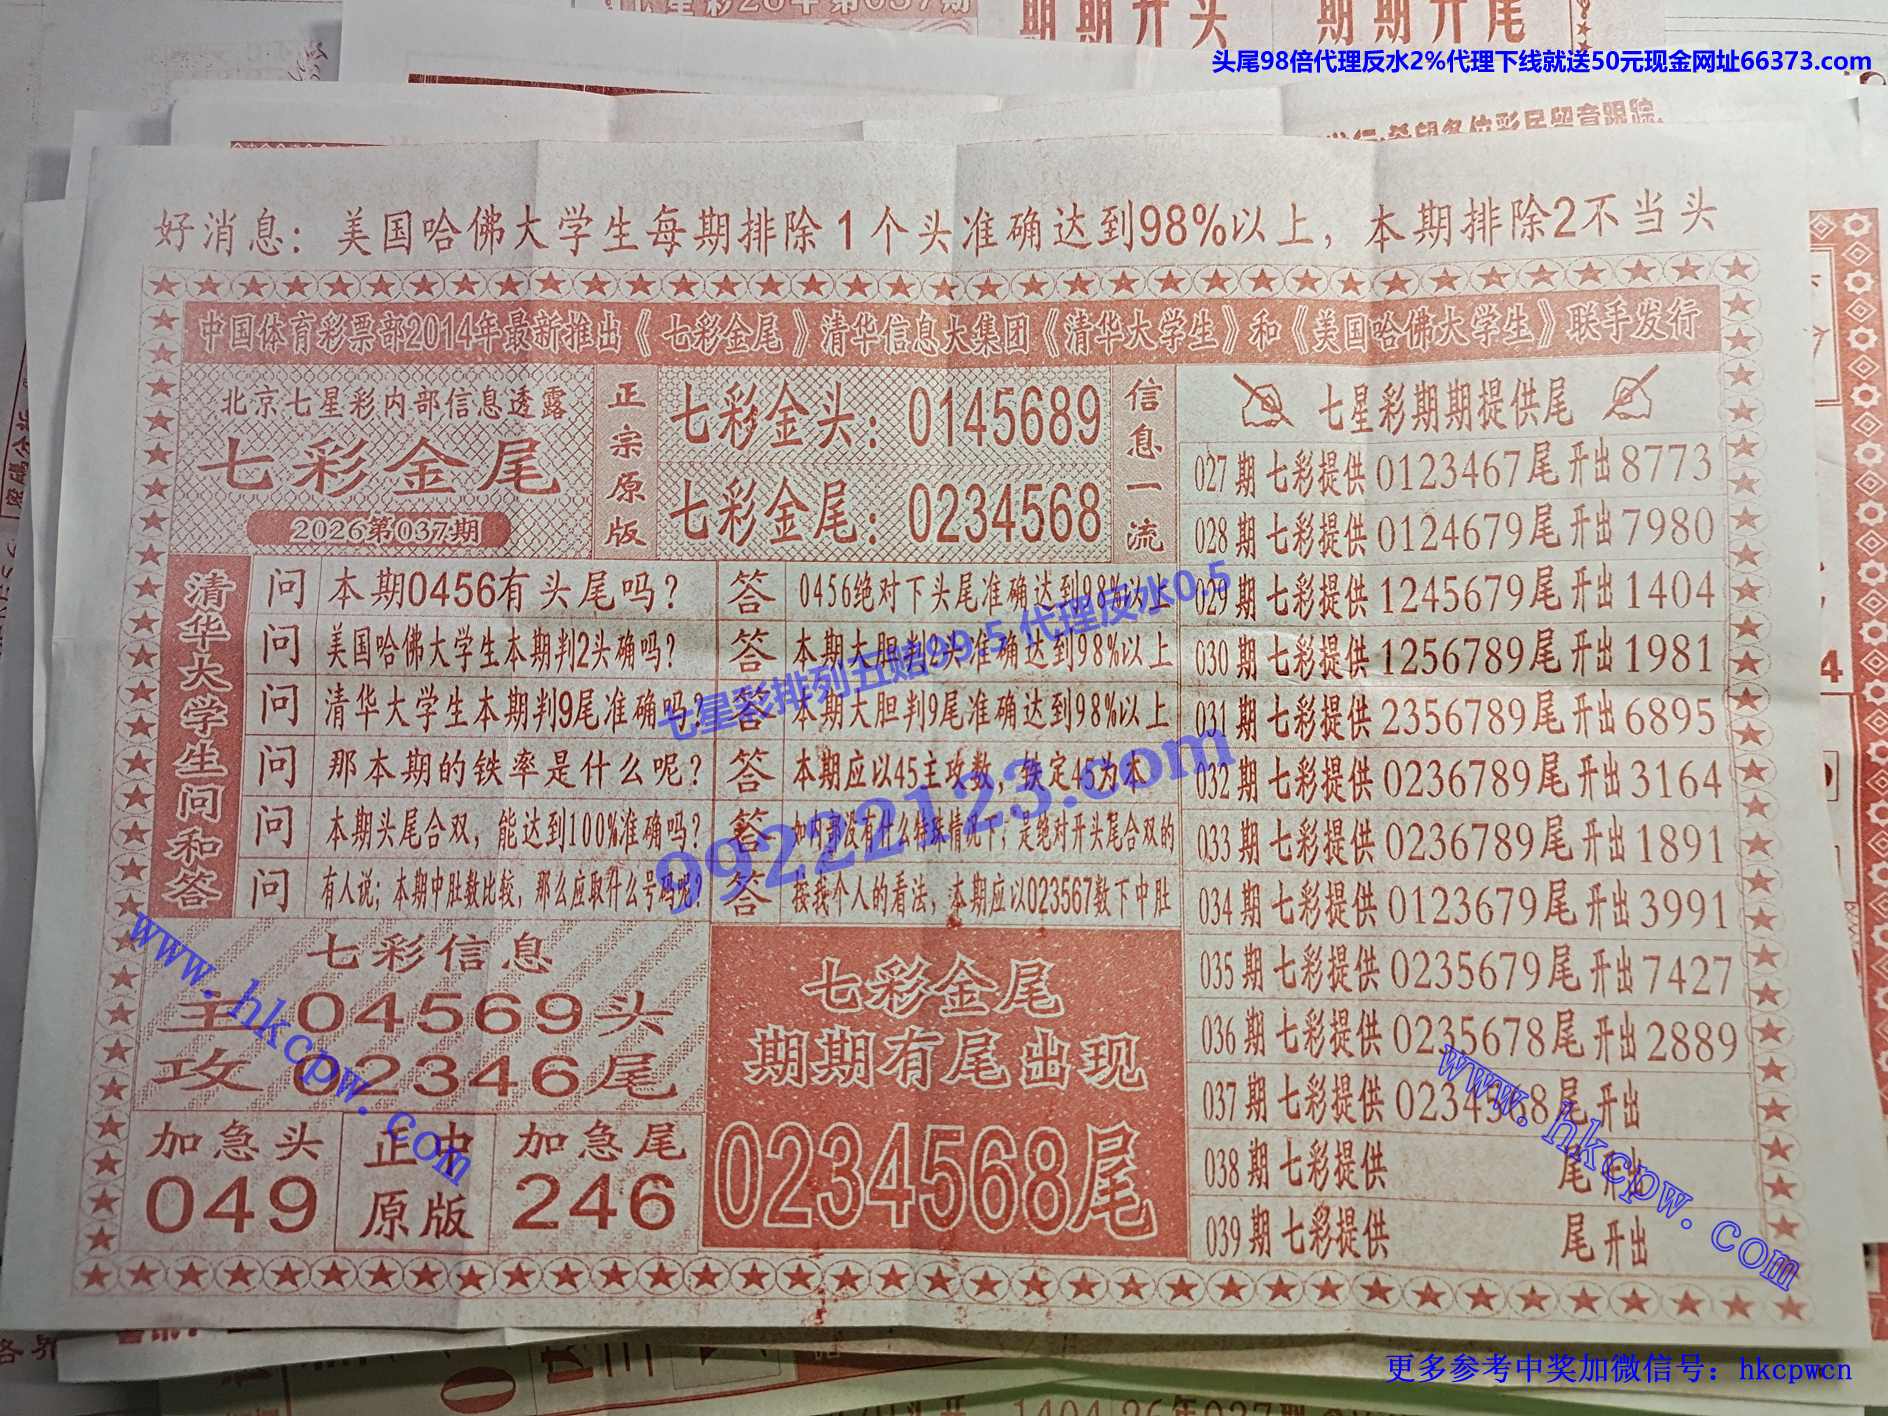 七星彩26年第037期
期期开头
期期开尾
头尾98倍代理反水2%代理下线就送50元现金网址66373.com
好消息：美国哈佛大学生每期排除1个头准确达到98%以上，本期排除2不当头
中国体育彩票部2014年最新推出《七彩金尾》清华信息大集团《清华大学生》和《美国哈佛大学生》联手发行
北京七星彩内部信息透露
七彩金尾
2026第037期
正宗原版
七彩金头：0145689
七彩金尾：0234568
信息一流
清华大学生问和答
问 本期0456有头尾吗？ 答 0456绝对下头尾准确达到98%以上
问 美国哈佛大学生本期判2头确吗？ 答 本期大胆判2头准确达到98%以上
问 清华大学生本期判9尾准确吗？ 答 本期大胆判9尾准确达到98%以上
问 那本期的铁率是什么呢？ 答 本期应以45主攻数，铁定45为本
问 本期头尾合双，能达到100%准确吗？ 答 如内部没有什么特殊情况下，是绝对开头尾合双的
问 有人说；本期中肚数比较，那么应取什么号码呢？ 答 按我个人的看法，本期应以023567数下中肚
七彩信息
主 04569头
攻 02346尾
加急头
049
正中
原版
加急尾
246
七彩金尾
期期有尾出现
0234568尾
七星彩期期提供尾
027期 七彩提供 0123467尾 开出 8773
028期 七彩提供 0124679尾 开出 7980
029期 七彩提供 1245679尾 开出 1404
030期 七彩提供 1256789尾 开出 1981
031期 七彩提供 2356789尾 开出 6895
032期 七彩提供 0236789尾 开出 3164
033期 七彩提供 0236789尾 开出 1891
034期 七彩提供 0123679尾 开出 3991
035期 七彩提供 0235679尾 开出 7427
036期 七彩提供 0235678尾 开出 2889
037期 七彩提供 0234568尾 开出
038期 七彩提供 尾 开出
039期 七彩提供 尾 开出
七星彩排列五赔99.5 代理反水0.5
99222123.com
www.hkcpw.com
www.hkcpw.com
更多参考中奖加微信号：hkcpwcn